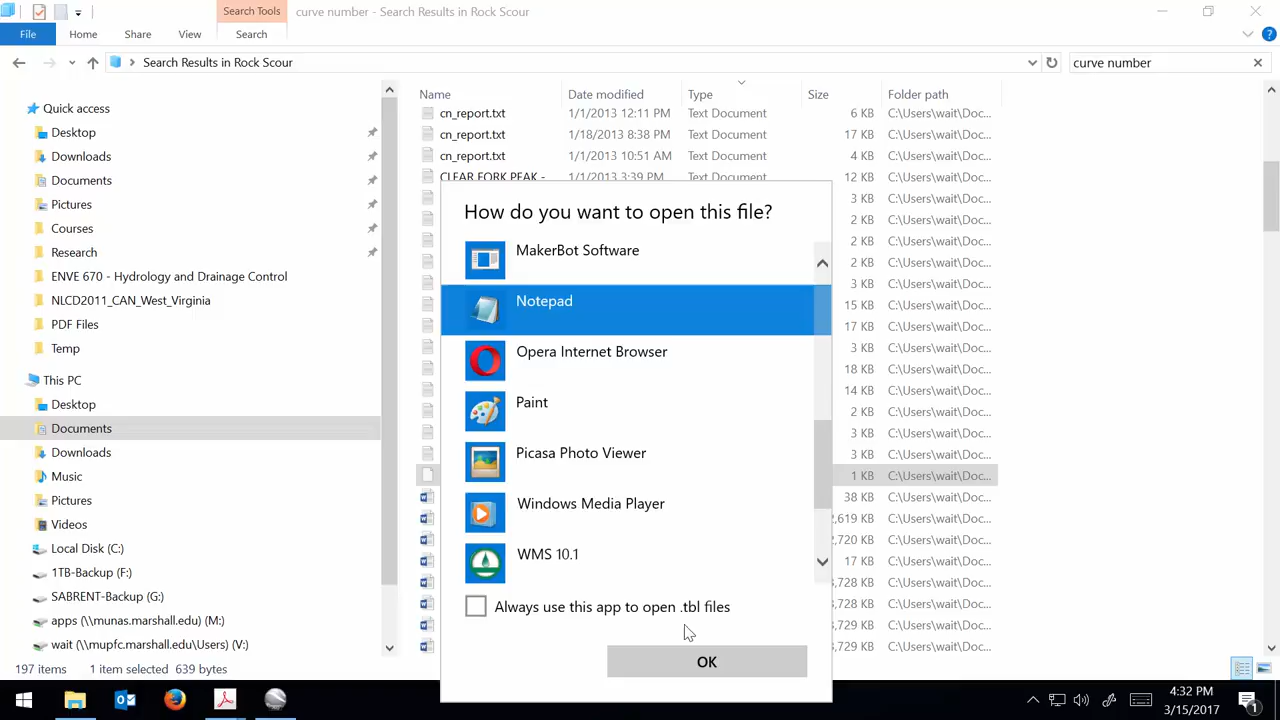 Search Tools
curve number - Search Results in Rock Scour
File
Home
Share
View
Search
Search Results in Rock Scour
curve number
Quick access
Desktop
Downloads
Documents
Pictures
Courses
Research
ENVE 670 - Hydrology and Drainage Control
NLCD2011_CAN_West_Virginia
PDF Files
Temp
This PC
Desktop
Documents
Downloads
Music
Pictures
Videos
Local Disk (C:)
1TB-Backup (F:)
SABRENT-Backup (G:)
apps (\\munas.marshall.edu) (M:)
wait (\\mupfc.marshall.edu\Users) (V:)
Name Date modified Type Size Folder path
cn_report.txt 1/1/2013 12:11 PM Text Document 6 KB C:\Users\wait\Doc...
cn_report.txt 1/18/2013 8:38 PM Text Document 17 KB C:\Users\wait\Doc...
cn_report.txt 1/1/2013 10:51 AM Text Document 4 KB C:\Users\wait\Doc...
CLEAR FORK PEAK - 1/1/2013 3:39 PM Text Document 12 KB C:\Users\wait\Doc...
3 KB C:\Users\wait\Doc...
2 KB C:\Users\wait\Doc...
3 KB C:\Users\wait\Doc...
2 KB C:\Users\wait\Doc...
3 KB C:\Users\wait\Doc...
15 KB C:\Users\wait\Doc...
17 KB C:\Users\wait\Doc...
3 KB C:\Users\wait\Doc...
18 KB C:\Users\wait\Doc...
14 KB C:\Users\wait\Doc...
2 KB C:\Users\wait\Doc...
3 KB C:\Users\wait\Doc...
3 KB C:\Users\wait\Doc...
1 KB C:\Users\wait\Doc...
38 KB C:\Users\wait\Doc...
2,619 KB C:\Users\wait\Doc...
2,720 KB C:\Users\wait\Doc...
17 KB C:\Users\wait\Doc...
3,728 KB C:\Users\wait\Doc...
3,728 KB C:\Users\wait\Doc...
3,729 KB C:\Users\wait\Doc...
3,729 KB C:\Users\wait\Doc...
How do you want to open this file?
MakerBot Software
Notepad
Opera Internet Browser
Paint
Picasa Photo Viewer
Windows Media Player
WMS 10.1
Always use this app to open .tbl files
OK
197 items 1 item selected 639 bytes
4:32 PM
3/15/2017
1